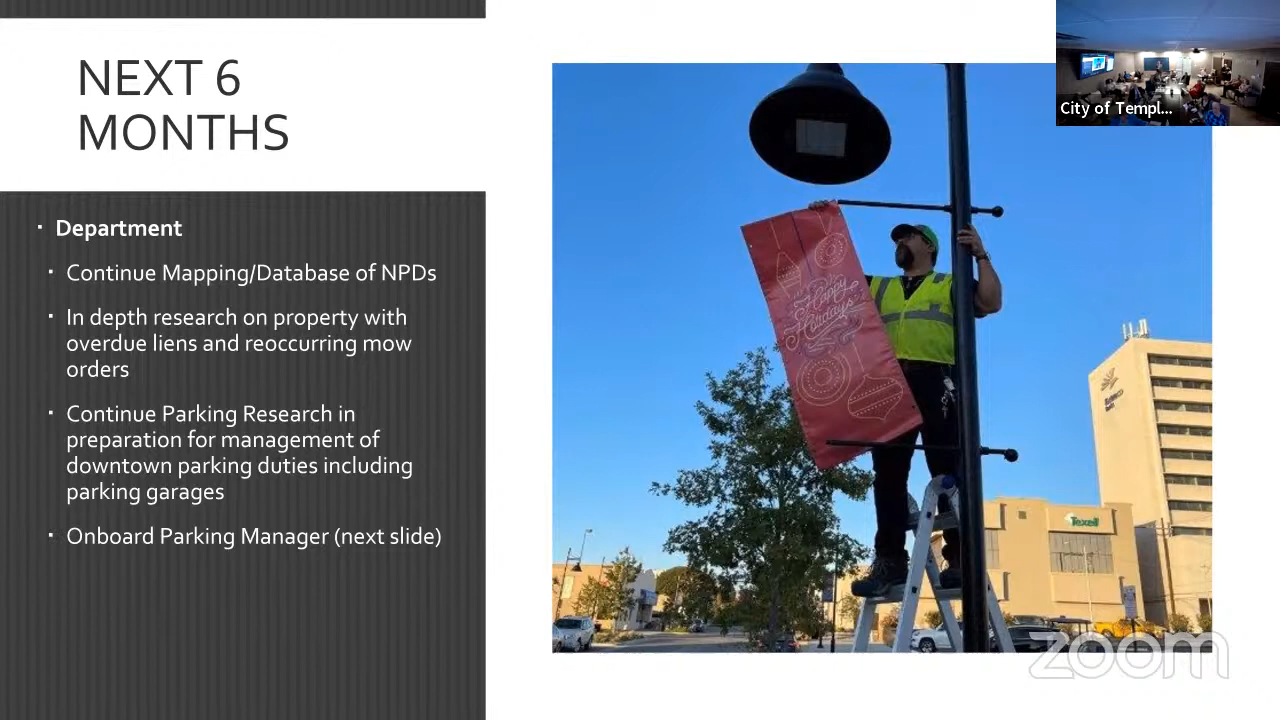 NEXT 6
MONTHS
Department
Continue Mapping/Database of NPDs
In depth research on property with
overdue liens and reoccurring mow
orders
Continue Parking Research in
preparation for management of
downtown parking duties including
parking garages
Onboard Parking Manager (next slide)
City of Templ...
Happy
Holidays
Texell
zoom